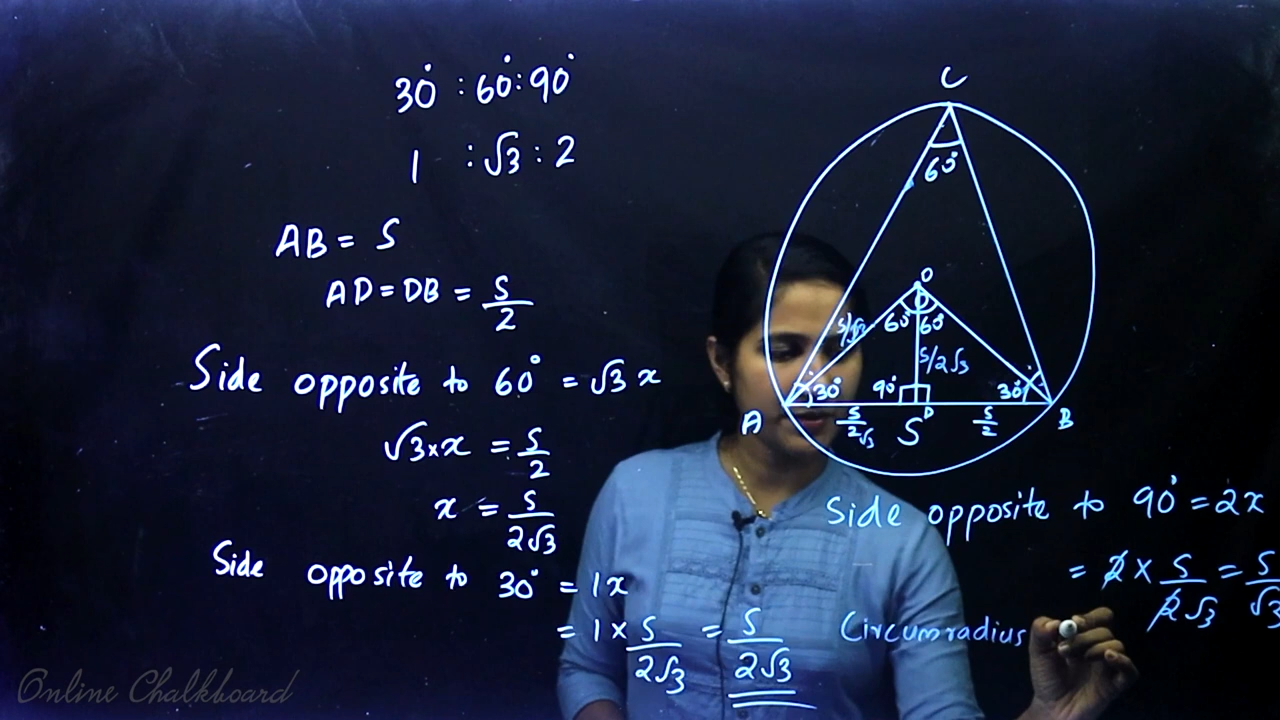 30° : 60° : 90°
1 : √3 : 2
AB = S
AD = DB = S/2
Side opposite to 60° = √3 x
√3 × x = S/2
x = S/2√3
Side opposite to 30° = 1x
= 1 × S/2√3 = S/2√3
C
60°
O
60° 60°
S/√3
S/2√3
30° 90° 30°
A D B
S/2√3 S S/2
Side opposite to 90° = 2x
= 2 × S/2√3 = S/√3
Circumradius
Online Chalkboard